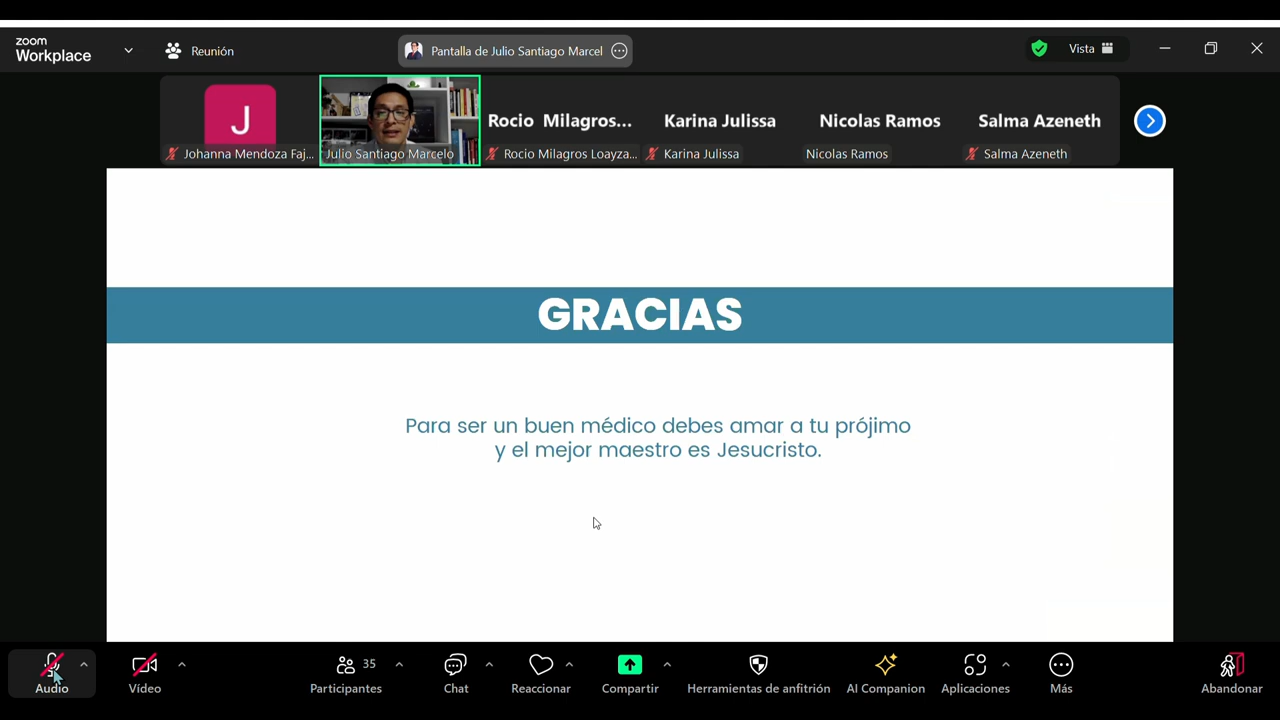 zoom
Workplace
Reunión
Pantalla de Julio Santiago Marcel
Vista
J
Rocio Milagros...
Karina Julissa
Nicolas Ramos
Salma Azeneth
Johanna Mendoza Faj...
Julio Santiago Marcelo
Rocio Milagros Loayza...
Karina Julissa
Nicolas Ramos
Salma Azeneth
GRACIAS
Para ser un buen médico debes amar a tu prójimo
y el mejor maestro es Jesucristo.
Audio
Vídeo
35
Participantes
Chat
Reaccionar
Compartir
Herramientas de anfitrión
AI Companion
Aplicaciones
Más
Abandonar